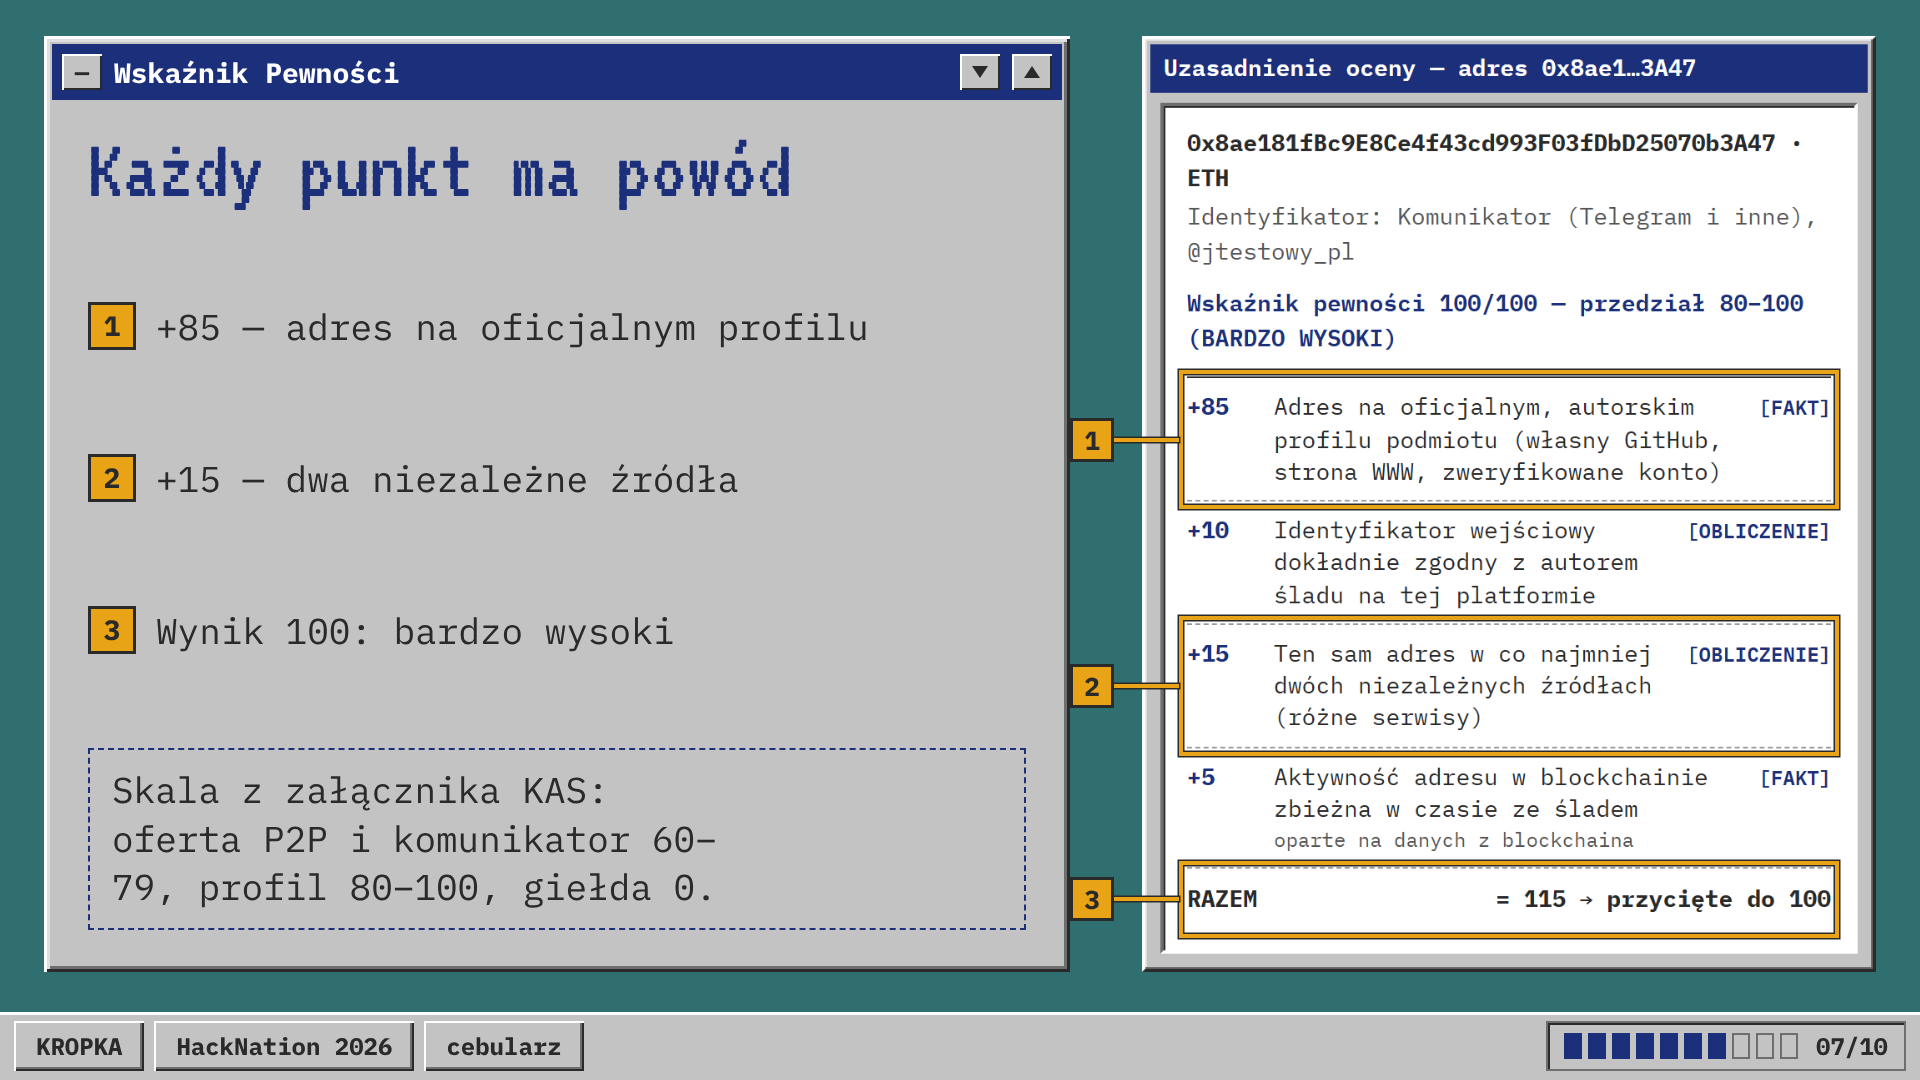 Wskaźnik Pewności
Każdy punkt ma powód
1 +85 — adres na oficjalnym profilu
2 +15 — dwa niezależne źródła
3 Wynik 100: bardzo wysoki
Skala z załącznika KAS:
oferta P2P i komunikator 60–
79, profil 80–100, giełda 0.
1
2
3
Uzasadnienie oceny — adres 0x8ae1…3A47
0x8ae181fBc9E8Ce4f43cd993F03fDbD25070b3A47 ·
ETH
Identyfikator: Komunikator (Telegram i inne),
@jtestowy_pl
Wskaźnik pewności 100/100 — przedział 80–100
(BARDZO WYSOKI)
+85 Adres na oficjalnym, autorskim [FAKT]
profilu podmiotu (własny GitHub,
strona WWW, zweryfikowane konto)
+10 Identyfikator wejściowy [OBLICZENIE]
dokładnie zgodny z autorem
śladu na tej platformie
+15 Ten sam adres w co najmniej [OBLICZENIE]
dwóch niezależnych źródłach
(różne serwisy)
+5 Aktywność adresu w blockchainie [FAKT]
zbieżna w czasie ze śladem
oparte na danych z blockchaina
RAZEM = 115 → przycięte do 100
KROPKA HackNation 2026 cebularz 07/10